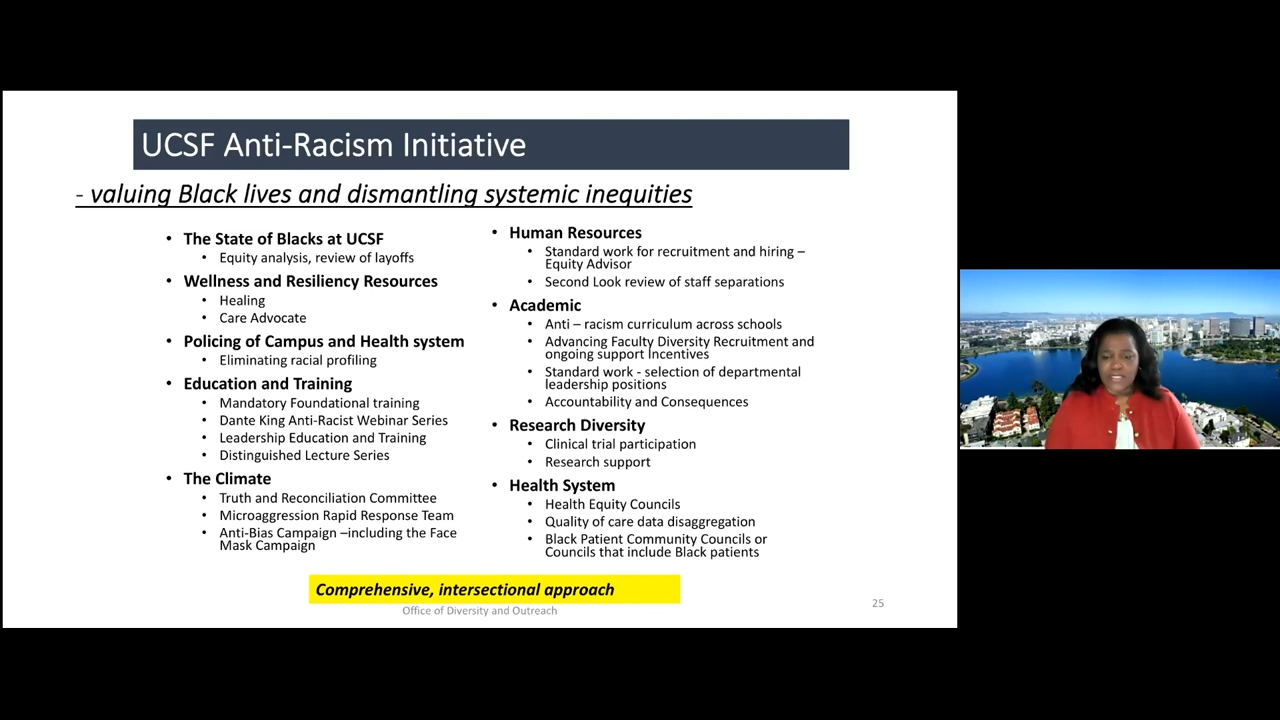 UCSF Anti-Racism Initiative
- valuing Black lives and dismantling systemic inequities
• The State of Blacks at UCSF
• Equity analysis, review of layoffs
• Wellness and Resiliency Resources
• Healing
• Care Advocate
• Policing of Campus and Health system
• Eliminating racial profiling
• Education and Training
• Mandatory Foundational training
• Dante King Anti-Racist Webinar Series
• Leadership Education and Training
• Distinguished Lecture Series
• The Climate
• Truth and Reconciliation Committee
• Microaggression Rapid Response Team
• Anti-Bias Campaign –including the Face
Mask Campaign
• Human Resources
• Standard work for recruitment and hiring –
Equity Advisor
• Second Look review of staff separations
• Academic
• Anti – racism curriculum across schools
• Advancing Faculty Diversity Recruitment and
ongoing support Incentives
• Standard work - selection of departmental
leadership positions
• Accountability and Consequences
• Research Diversity
• Clinical trial participation
• Research support
• Health System
• Health Equity Councils
• Quality of care data disaggregation
• Black Patient Community Councils or
Councils that include Black patients
Comprehensive, intersectional approach
Office of Diversity and Outreach
25